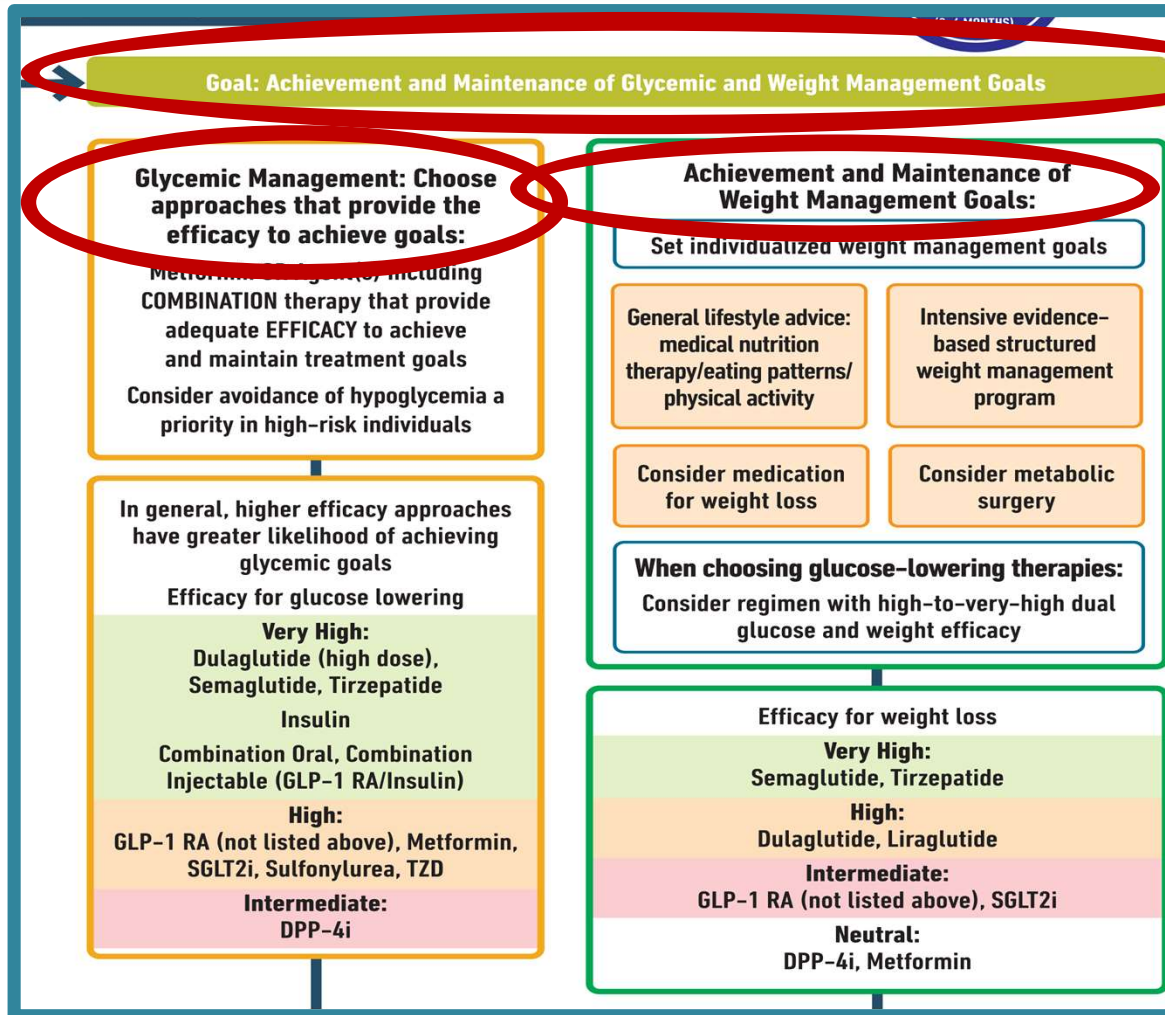 MONTHS)
Goal: Achievement and Maintenance of Glycemic and Weight Management Goals
Glycemic Management: Choose
approaches that provide the
efficacy to achieve goals:
Metformin OR Agent(s) including
COMBINATION therapy that provide
adequate EFFICACY to achieve
and maintain treatment goals
Consider avoidance of hypoglycemia a
priority in high-risk individuals
In general, higher efficacy approaches
have greater likelihood of achieving
glycemic goals
Efficacy for glucose lowering
Very High:
Dulaglutide (high dose),
Semaglutide, Tirzepatide
Insulin
Combination Oral, Combination
Injectable (GLP-1 RA/Insulin)
High:
GLP-1 RA (not listed above), Metformin,
SGLT2i, Sulfonylurea, TZD
Intermediate:
DPP-4i
Achievement and Maintenance of
Weight Management Goals:
Set individualized weight management goals
General lifestyle advice:
medical nutrition
therapy/eating patterns/
physical activity
Intensive evidence-
based structured
weight management
program
Consider medication
for weight loss
Consider metabolic
surgery
When choosing glucose-lowering therapies:
Consider regimen with high-to-very-high dual
glucose and weight efficacy
Efficacy for weight loss
Very High:
Semaglutide, Tirzepatide
High:
Dulaglutide, Liraglutide
Intermediate:
GLP-1 RA (not listed above), SGLT2i
Neutral:
DPP-4i, Metformin